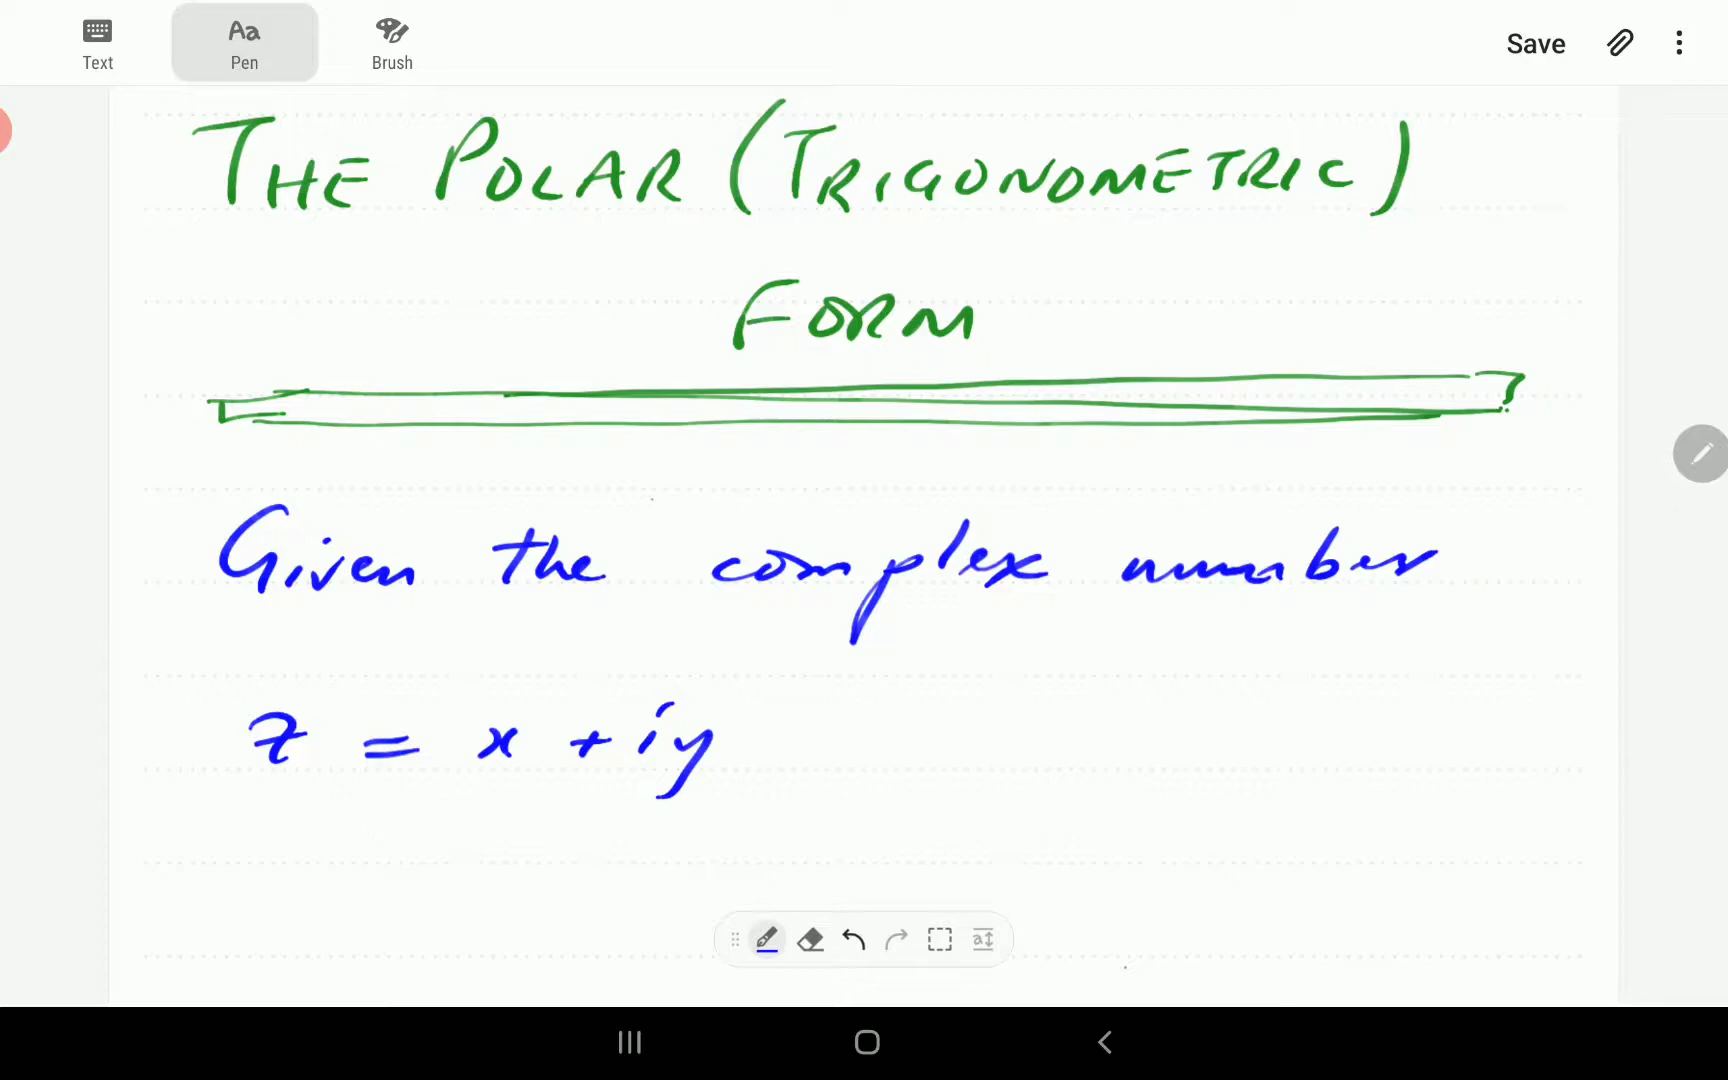 Text Pen Brush Save
THE POLAR (TRIGONOMETRIC)
FORM
Given the complex number
z = x + iy